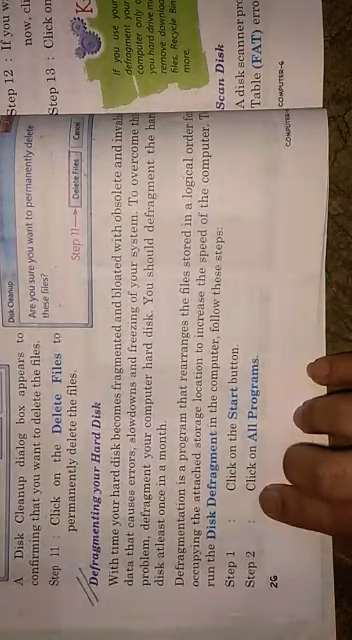 A Disk Cleanup dialog box appears to
confirming that you want to delete the files.
Step 11 : Click on the Delete Files to
permanently delete the files.
Disk Cleanup
Are you sure you want to permanently delete
these files?
Step 11
Delete Files
Cancel
Defragmenting your Hard Disk
With time your hard disk becomes fragmented and bloated with obsolete and
data that causes errors, slowdowns and freezing of your system. To overcome
problem, defragment your computer hard disk. You should defragment the
disk atleast once in a month.
Defragmentation is a program that rearranges the files stored in a logical order
occupying the attached storage location to increase the speed of the computer.
run the Disk Defragment in the computer, follow these steps:
Step 1 : Click on the Start button.
Step 2 : Click on All Programs.
26
COMPUTER-
Step 12 : If you
now,
Step 13 : Click on
If you use your
defragment your
computer only
you hard drive
remove
files, Recycle Bin
more.
Scan Disk
A disk scanner
Table (FAT)
COMPUTER-6